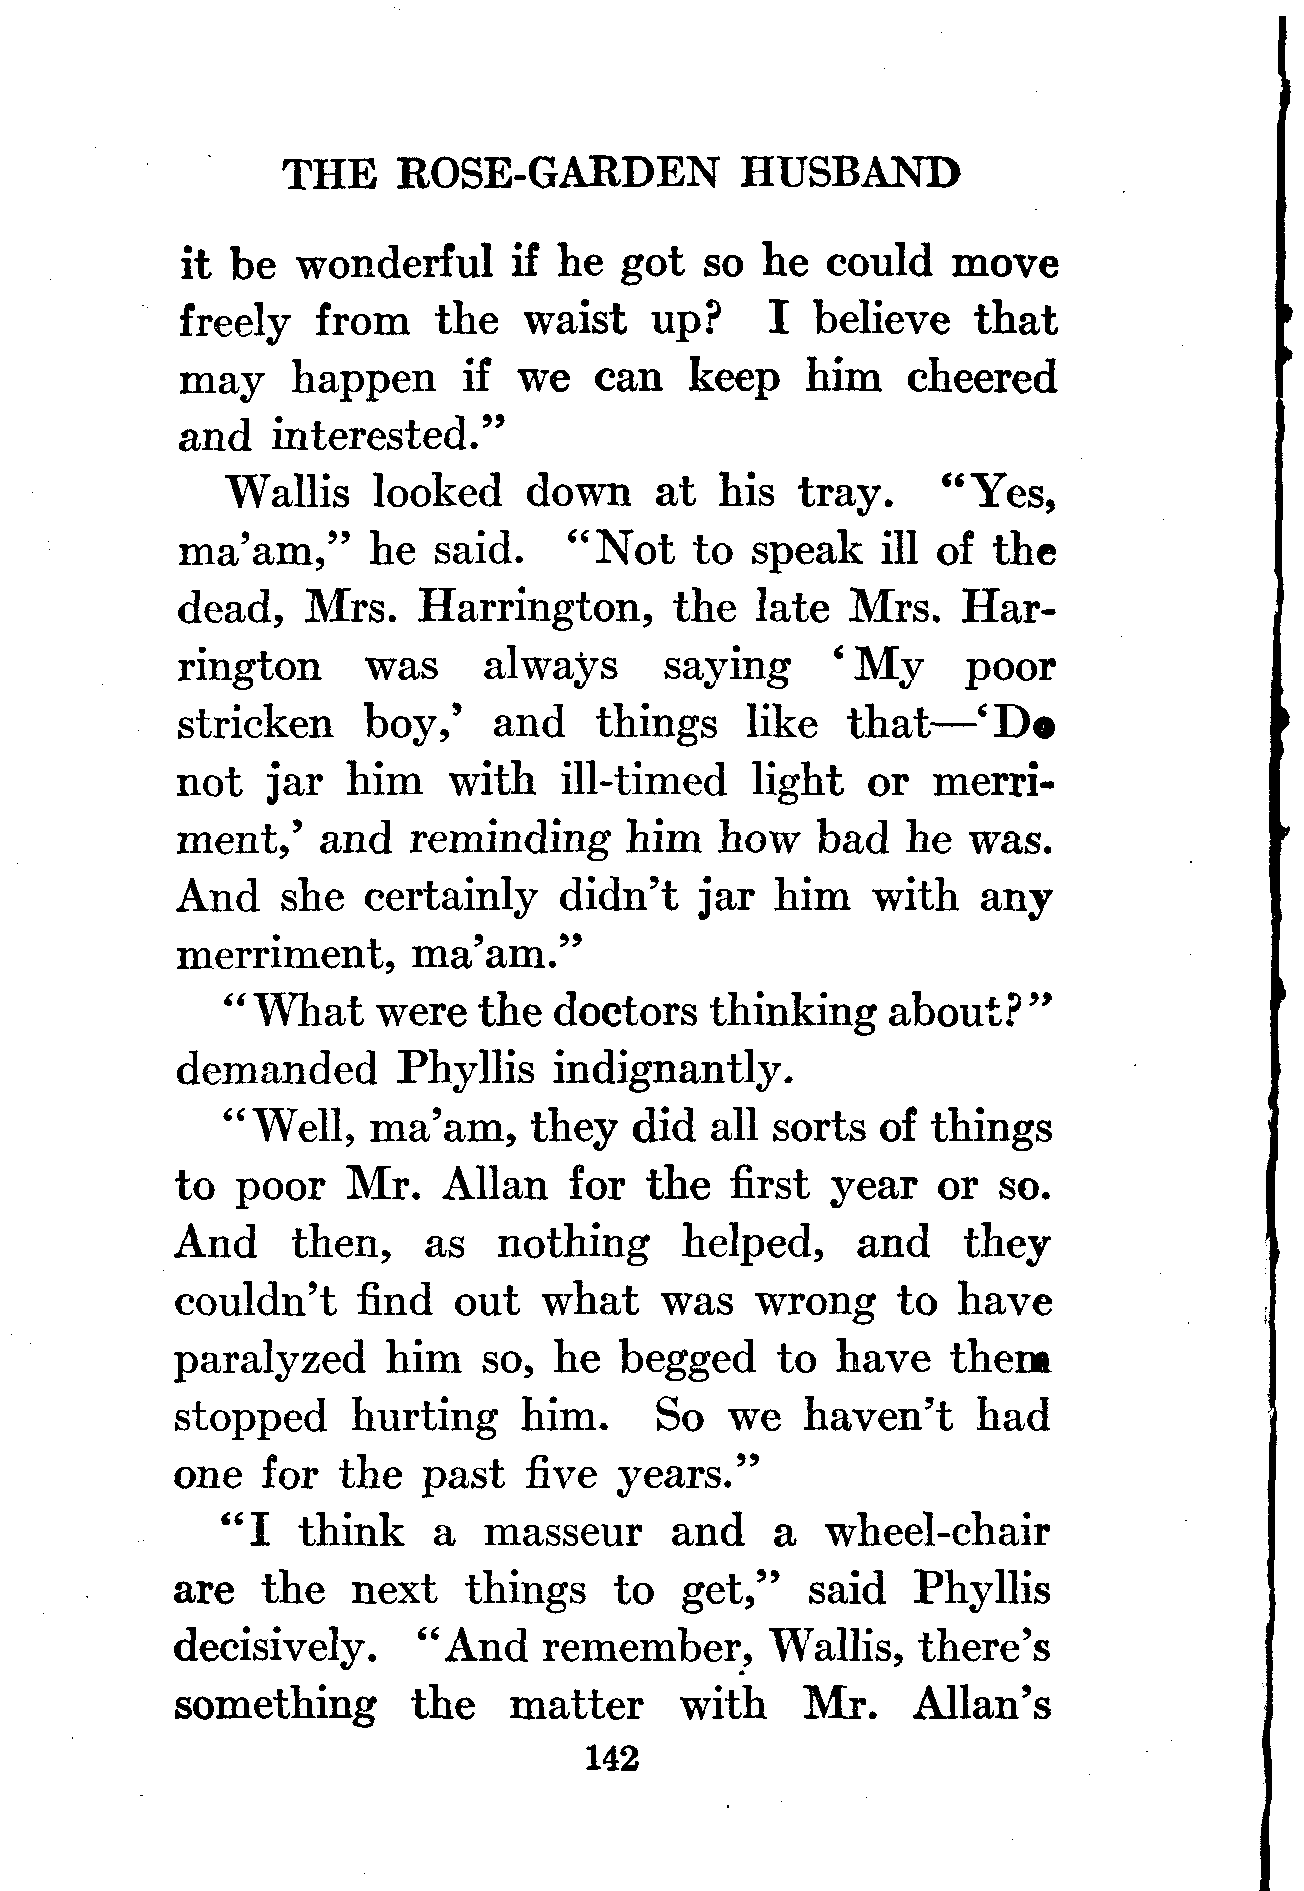 THE ROSE-GARDEN HUSBAND
it be wonderful if he got so he could move
freely from the waist up? I believe that
may happen if we can keep him cheered
and interested.”
Wallis looked down at his tray. “Yes,
ma’am,” he said. “Not to speak ill of the
dead, Mrs. Harrington, the late Mrs. Har-
rington was always saying ‘My poor
stricken boy,’ and things like that—‘Do
not jar him with ill-timed light or merri-
ment,’ and reminding him how bad he was.
And she certainly didn’t jar him with any
merriment, ma’am.”
“What were the doctors thinking about?”
demanded Phyllis indignantly.
“Well, ma’am, they did all sorts of things
to poor Mr. Allan for the first year or so.
And then, as nothing helped, and they
couldn’t find out what was wrong to have
paralyzed him so, he begged to have them
stopped hurting him. So we haven’t had
one for the past five years.”
“I think a masseur and a wheel-chair
are the next things to get,” said Phyllis
decisively. “And remember, Wallis, there’s
something the matter with Mr. Allan’s
142